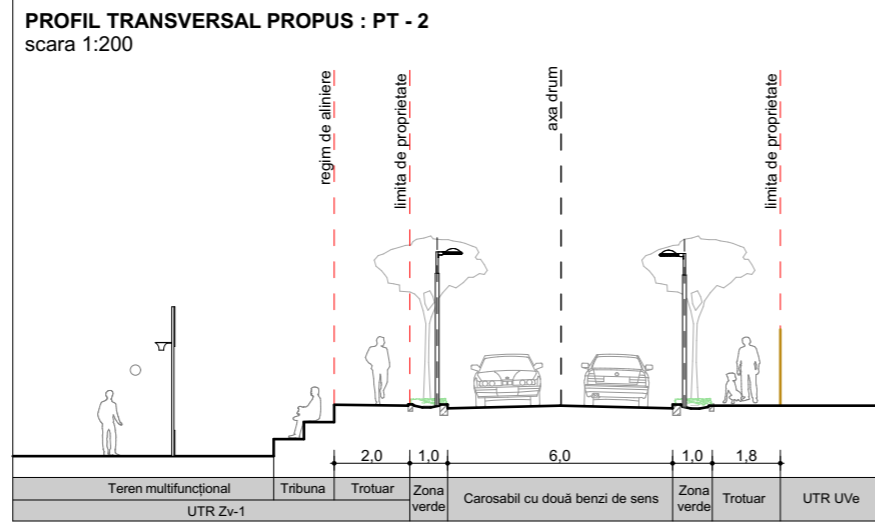 PROFIL TRANSVERSAL PROPUS : PT - 2
scara 1:200
regim de aliniere
limita de proprietate
axa drum
limita de proprietate
2,0 1,0 6,0 1,0 1,8
Teren multifuncțional Tribuna Trotuar Zona verde Carosabil cu două benzi de sens Zona verde Trotuar UTR UVe
UTR Zv-1